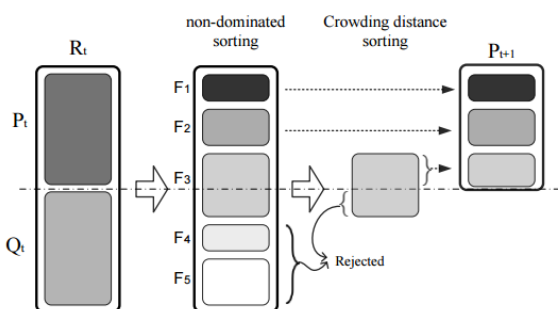 non-dominated
sorting
Crowding distance
sorting
Rt
Pt+1
Pt
Qt
F1
F2
F3
F4
F5
Rejected